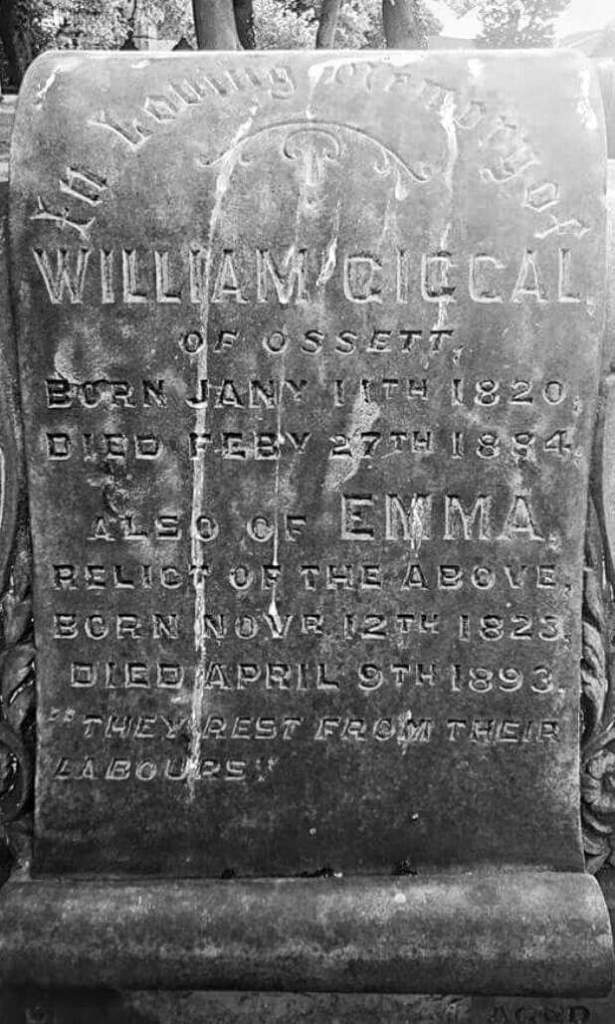 In Loving Memory of
WILLIAM GIGGAL,
OF OSSETT,
BORN JANY 11TH 1820,
DIED FEBY 27TH 1884,
ALSO OF EMMA,
RELICT OF THE ABOVE,
BORN NOVR 12TH 1823,
DIED APRIL 9TH 1893.
"THEY REST FROM THEIR
LABOURS"
AGED